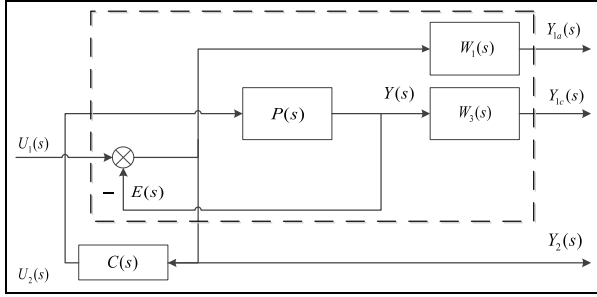 Y₁ₐ(s)
W₁(s)
Y(s)
Y₁c(s)
P(s)
W₃(s)
U₁(s)
− E(s)
Y₂(s)
C(s)
U₂(s)